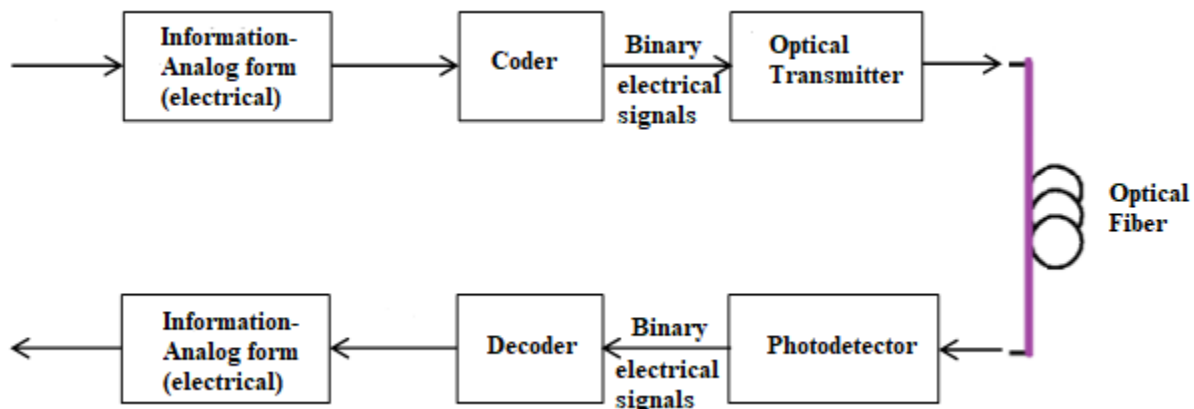 Information-
Analog form
(electrical)
Coder
Binary
electrical
signals
Optical
Transmitter
Optical
Fiber
Information-
Analog form
(electrical)
Decoder
Binary
electrical
signals
Photodetector